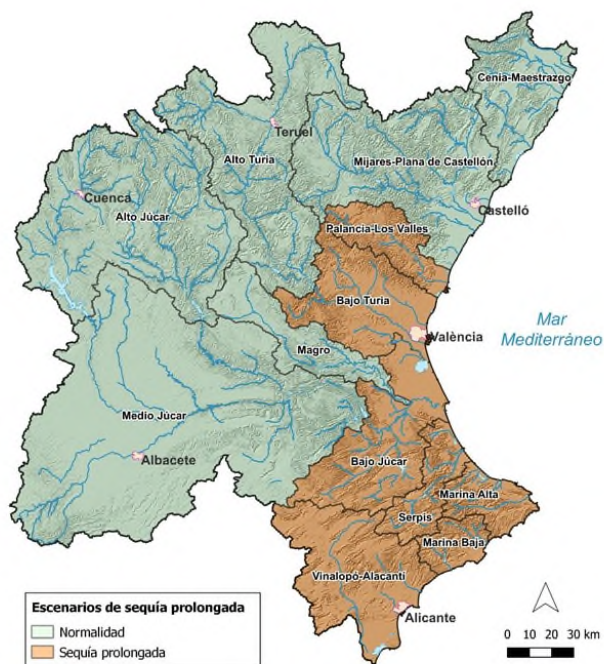 Cenia-Maestrazgo
Teruel
Alto Turia
Mijares-Plana de Castellón
Cuenca
Castelló
Alto Júcar
Palancia-Los Valles
Bajo Turia
València
Mar
Mediterráneo
Magro
Medio Júcar
Albacete
Bajo Júcar
Marina Alta
Serpis
Marina Baja
Vinalopó-Alacantí
Alicante
Escenarios de sequía prolongada
Normalidad
Sequía prolongada
0 10 20 30 km